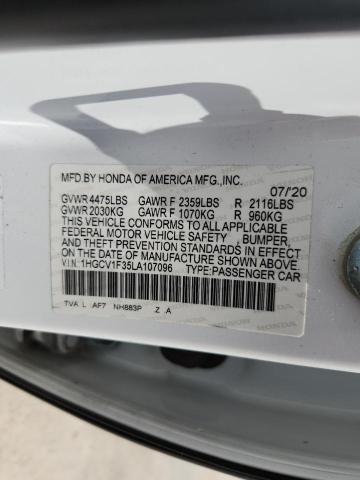 MFD BY HONDA OF AMERICA MFG.,INC. 07/'20
GVWR 4475LBS GAWR F 2359LBS R 2116LBS
GVWR 2030KG GAWR F 1070KG R 960KG
THIS VEHICLE CONFORMS TO ALL APPLICABLE
FEDERAL MOTOR VEHICLE SAFETY, BUMPER,
AND THEFT PREVENTION STANDARDS IN EFFECT
ON THE DATE OF MANUFACTURE SHOWN ABOVE.
V.I.N. 1HGCV1F35LA107096 TYPE:PASSENGER CAR
TVA L AF7 NH883P Z A